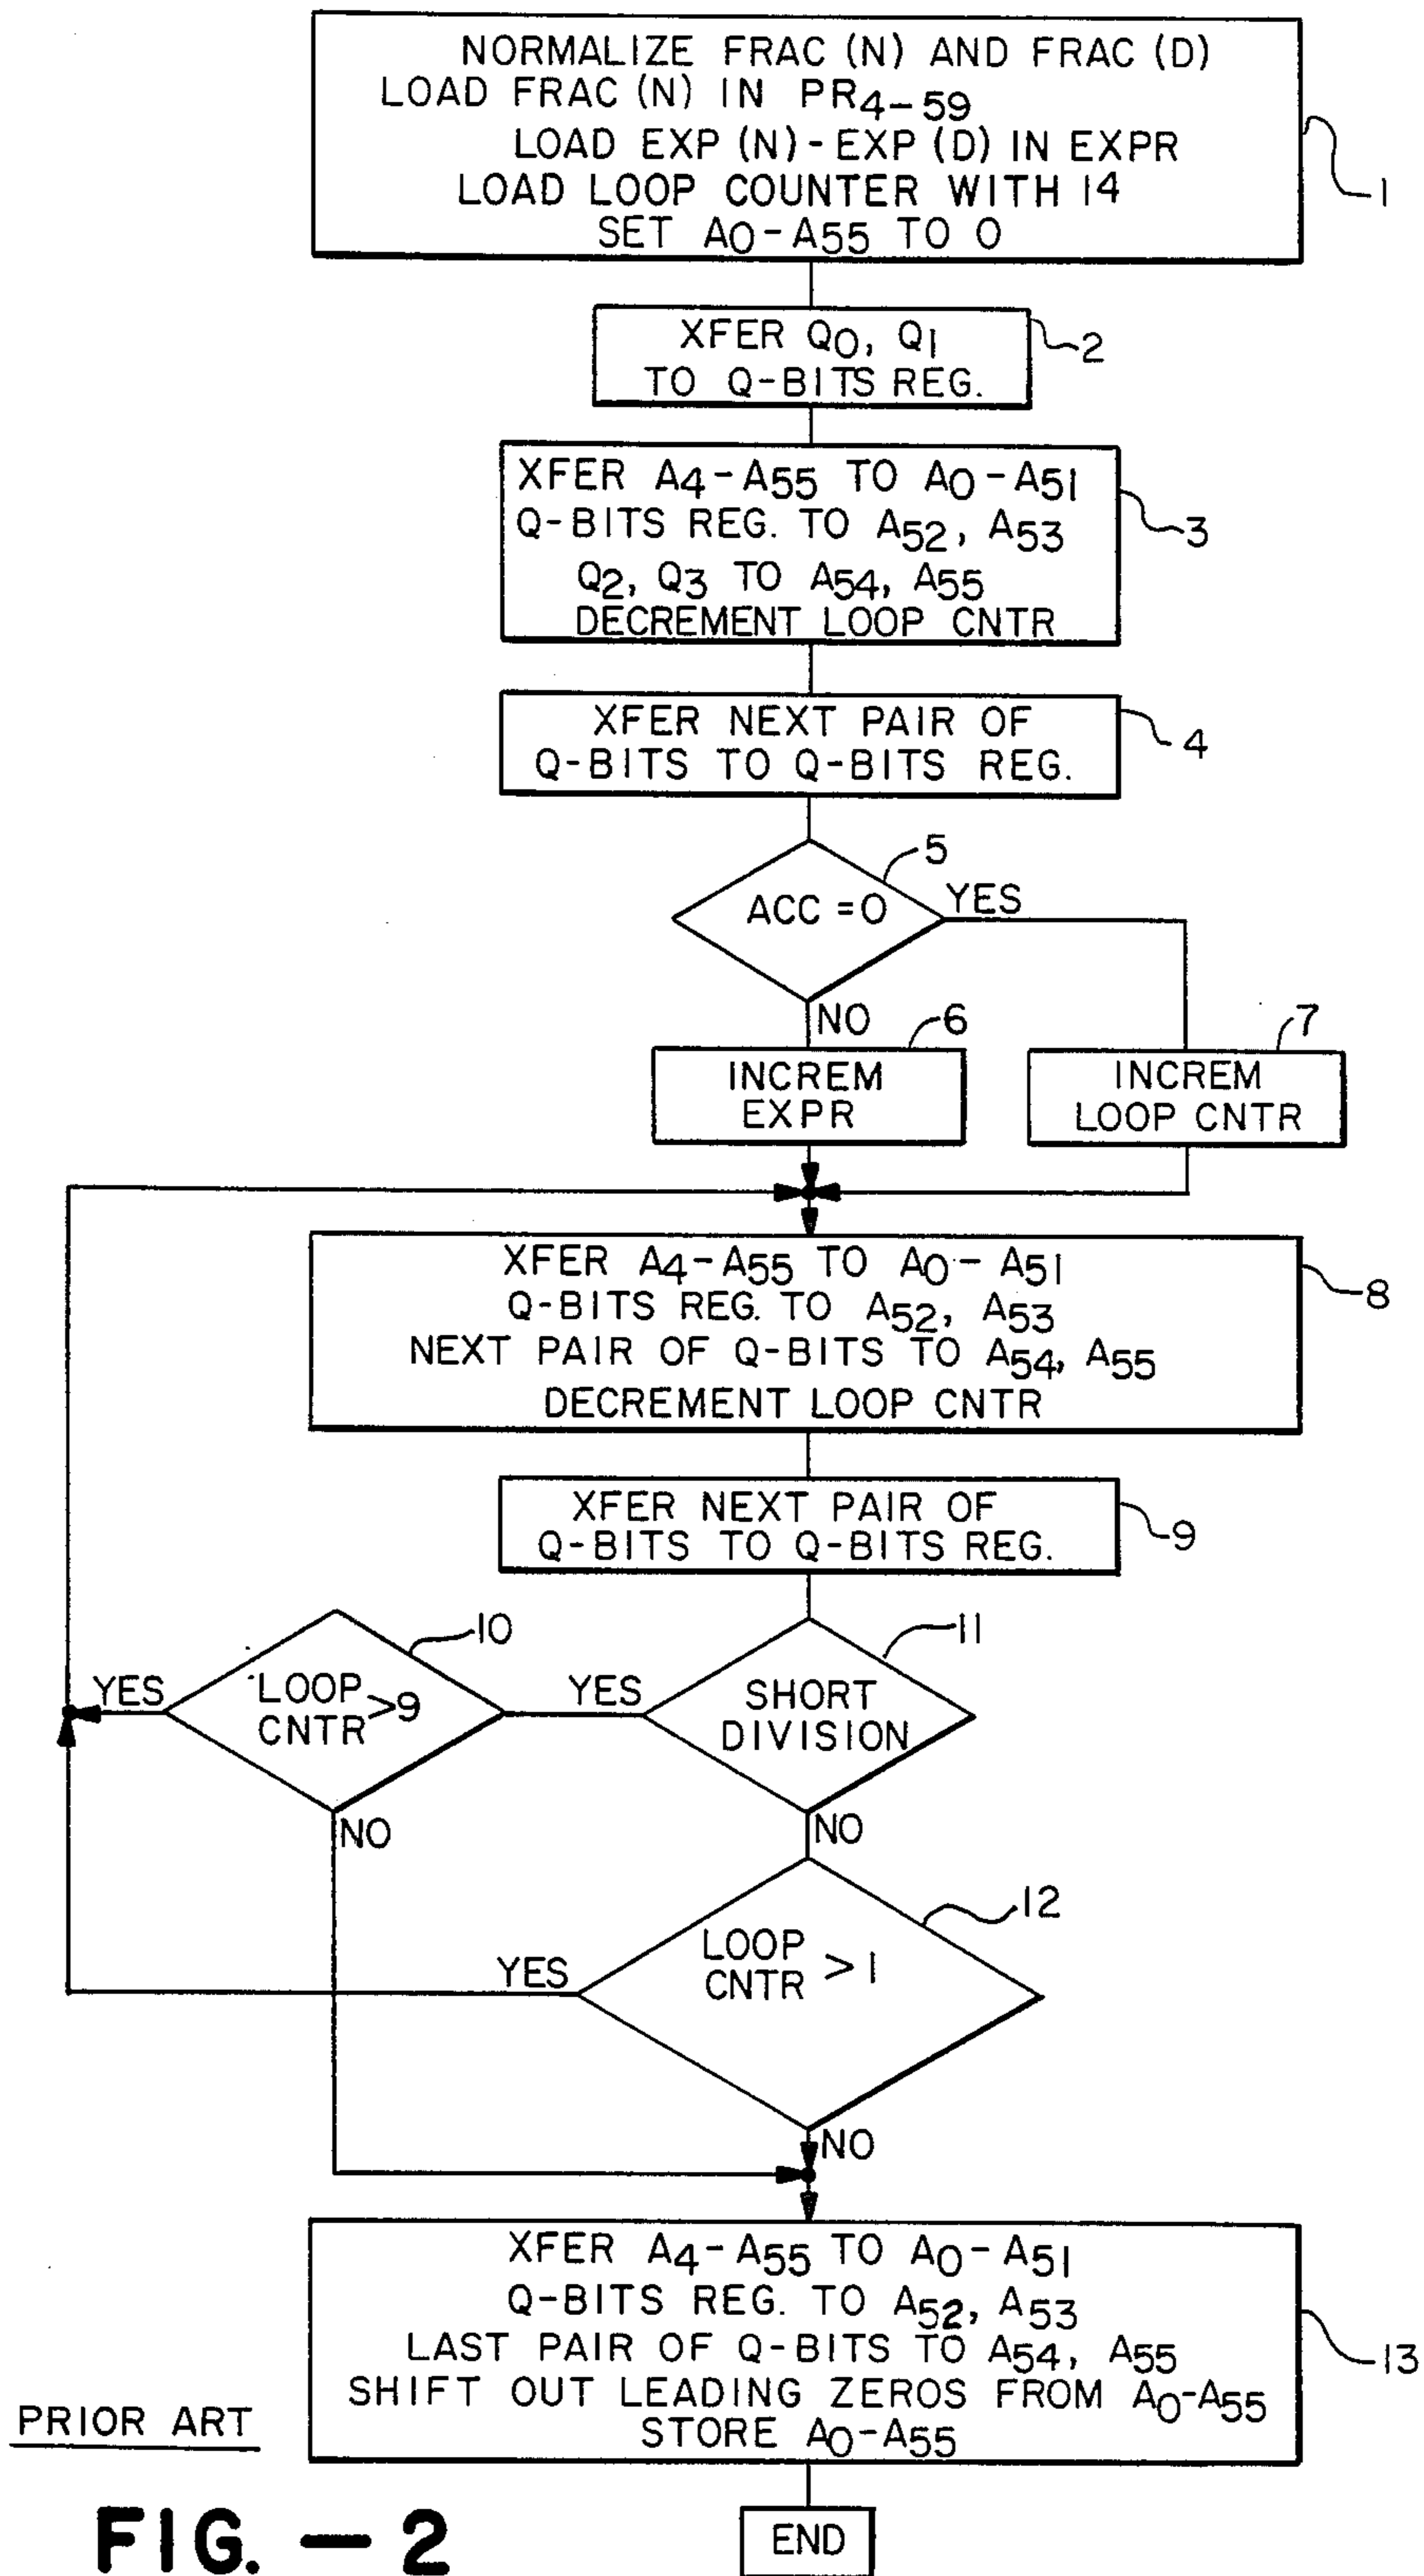 NORMALIZE FRAC (N) AND FRAC (D)
LOAD FRAC (N) IN PR4-59
LOAD EXP (N) - EXP (D) IN EXPR
LOAD LOOP COUNTER WITH 14
SET A0-A55 TO 0
1
XFER Q0, Q1
TO Q-BITS REG.
2
XFER A4-A55 TO A0-A51
Q-BITS REG. TO A52, A53
Q2, Q3 TO A54, A55
DECREMENT LOOP CNTR
3
XFER NEXT PAIR OF
Q-BITS TO Q-BITS REG.
4
5
ACC = 0
YES
NO
6
7
INCREM
EXPR
INCREM
LOOP CNTR
XFER A4-A55 TO A0-A51
Q-BITS REG. TO A52, A53
NEXT PAIR OF Q-BITS TO A54, A55
DECREMENT LOOP CNTR
8
XFER NEXT PAIR OF
Q-BITS TO Q-BITS REG.
9
10
11
YES
LOOP
CNTR >9
YES
SHORT
DIVISION
NO
NO
12
LOOP
CNTR > 1
YES
NO
XFER A4-A55 TO A0-A51
Q-BITS REG. TO A52, A53
LAST PAIR OF Q-BITS TO A54, A55
SHIFT OUT LEADING ZEROS FROM A0-A55
STORE A0-A55
13
PRIOR ART
FIG. - 2
END